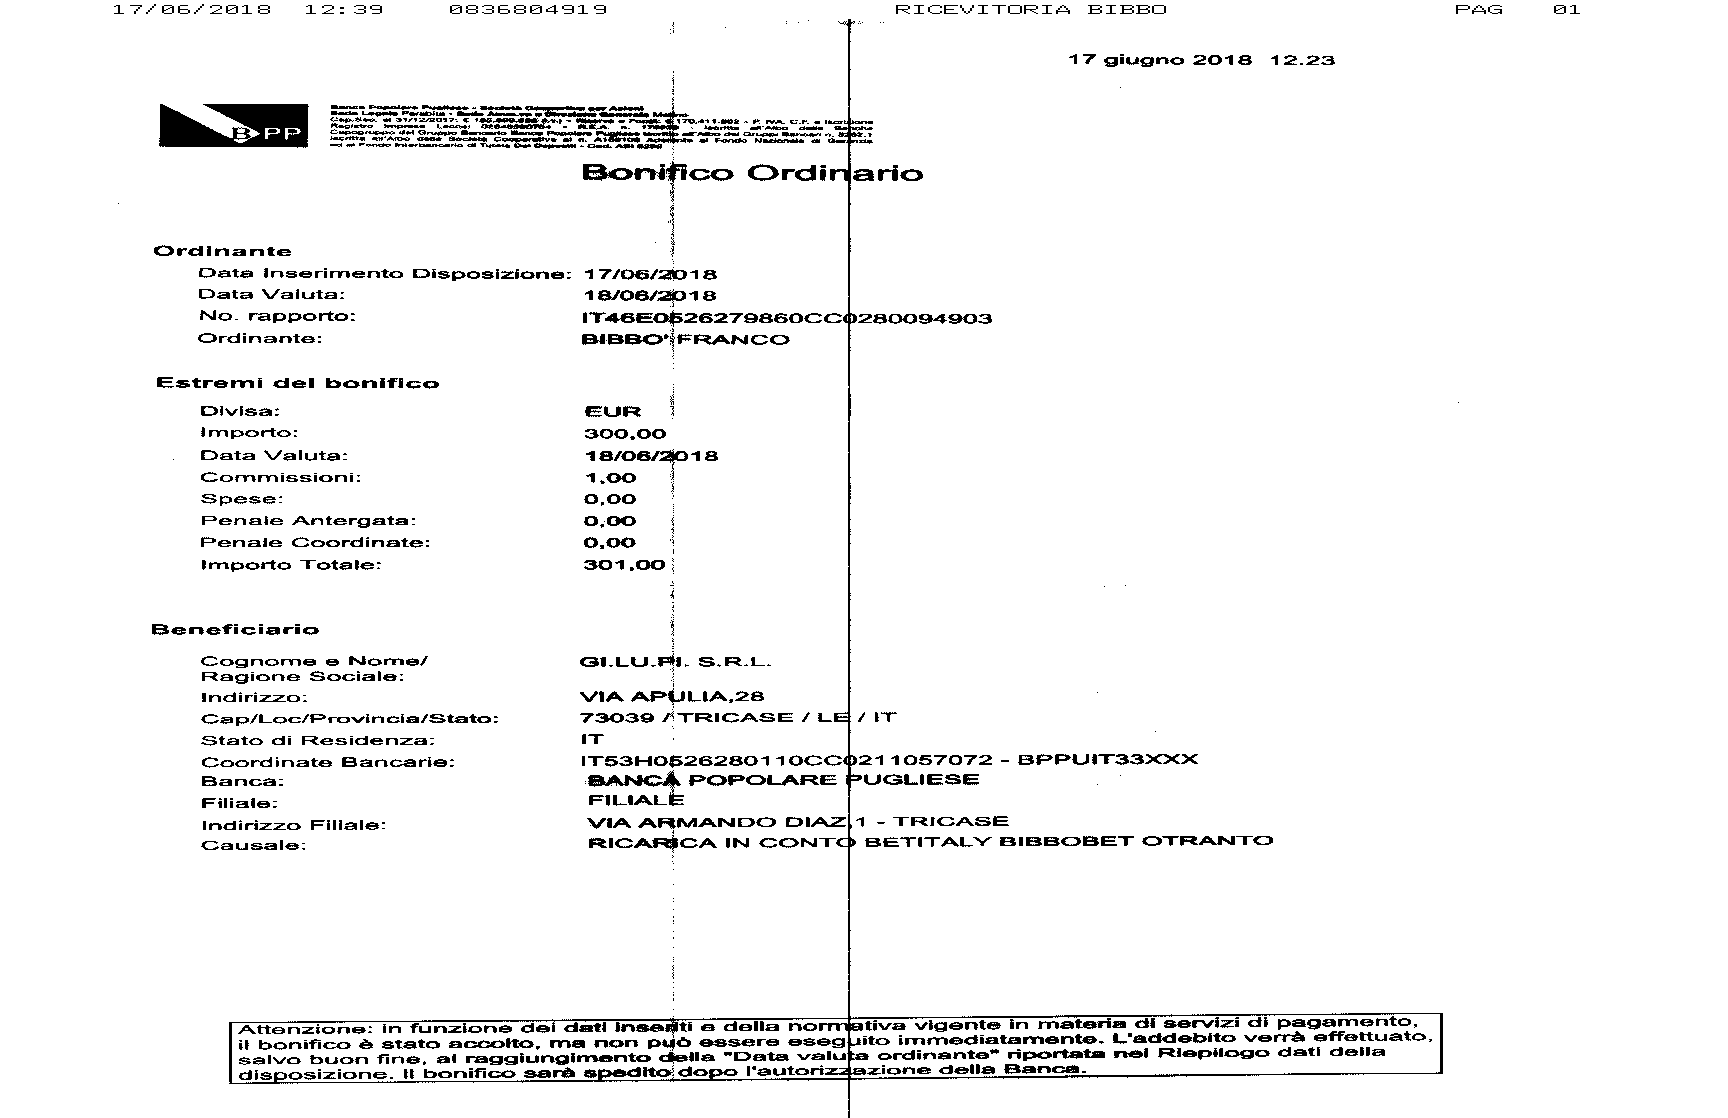 17/06/2018 12:39 0836804919 RICEVITORIA BIBBO PAG 01
17 giugno 2018 12.23
BPP
Banca Popolare Pugliese - Società Cooperativa per Azioni
Sede Legale Parabita - Sede Amm.va e Direzione Generale Matino
Bonifico Ordinario
Ordinante
Data Inserimento Disposizione: 17/06/2018
Data Valuta: 18/06/2018
No. rapporto: IT46E0526279860CC0280094903
Ordinante: BIBBO' FRANCO
Estremi del bonifico
Divisa: EUR
Importo: 300,00
Data Valuta: 18/06/2018
Commissioni: 1,00
Spese: 0,00
Penale Antergata: 0,00
Penale Coordinate: 0,00
Importo Totale: 301,00
Beneficiario
Cognome e Nome/ GI.LU.PI. S.R.L.
Ragione Sociale:
Indirizzo: VIA APULIA,28
Cap/Loc/Provincia/Stato: 73039 / TRICASE / LE / IT
Stato di Residenza: IT
Coordinate Bancarie: IT53H0526280110CC0211057072 - BPPUIT33XXX
Banca: BANCA POPOLARE PUGLIESE
Filiale: FILIALE
Indirizzo Filiale: VIA ARMANDO DIAZ,1 - TRICASE
Causale: RICARICA IN CONTO BETITALY BIBBOBET OTRANTO
Attenzione: in funzione dei dati inseriti e della normativa vigente in materia di servizi di pagamento,
il bonifico è stato accolto, ma non può essere eseguito immediatamente. L'addebito verrà effettuato,
salvo buon fine, al raggiungimento della "Data valuta ordinante" riportata nel Riepilogo dati della
disposizione. Il bonifico sarà spedito dopo l'autorizzazione della Banca.